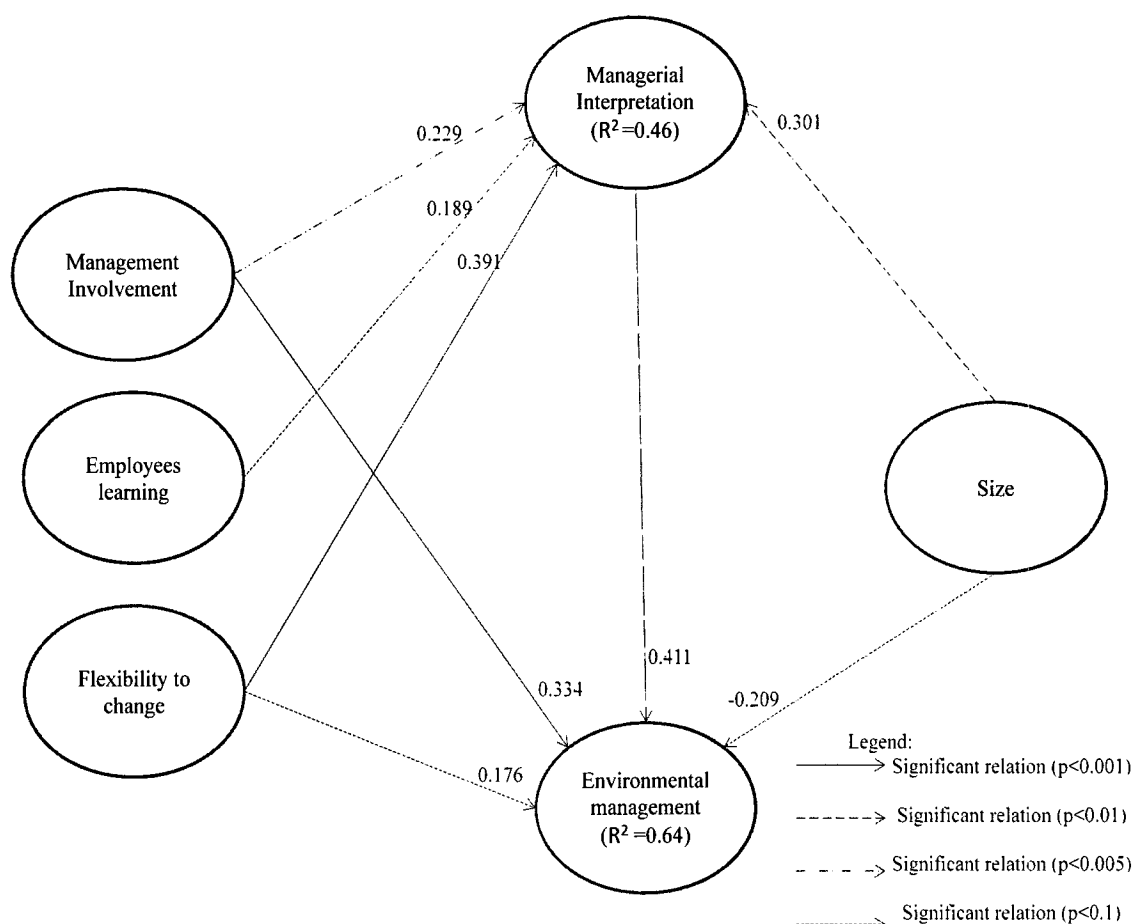 Managerial
Interpretation
(R²=0.46)
0.229
0.301
0.189
0.391
Management
Involvement
Employees
learning
Size
Flexibility to
change
0.411
0.334
-0.209
0.176
Environmental
management
(R²=0.64)
Legend:
Significant relation (p<0.001)
Significant relation (p<0.01)
Significant relation (p<0.005)
Significant relation (p<0.1)